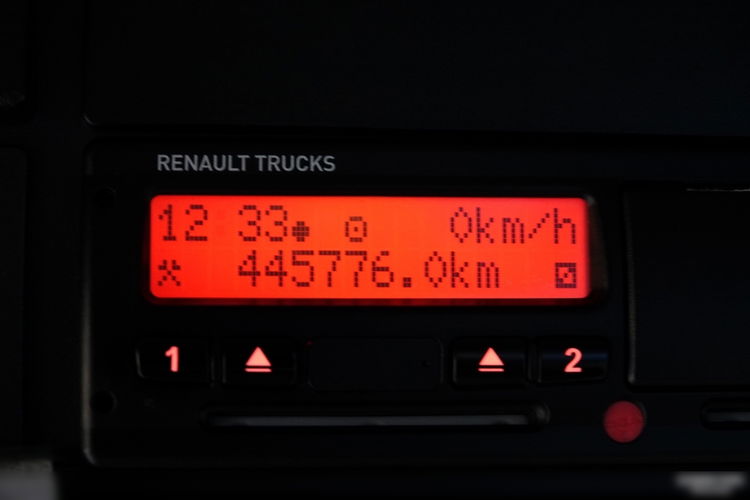 RENAULT TRUCKS
12 33 0km/h
445776.0km
1 2